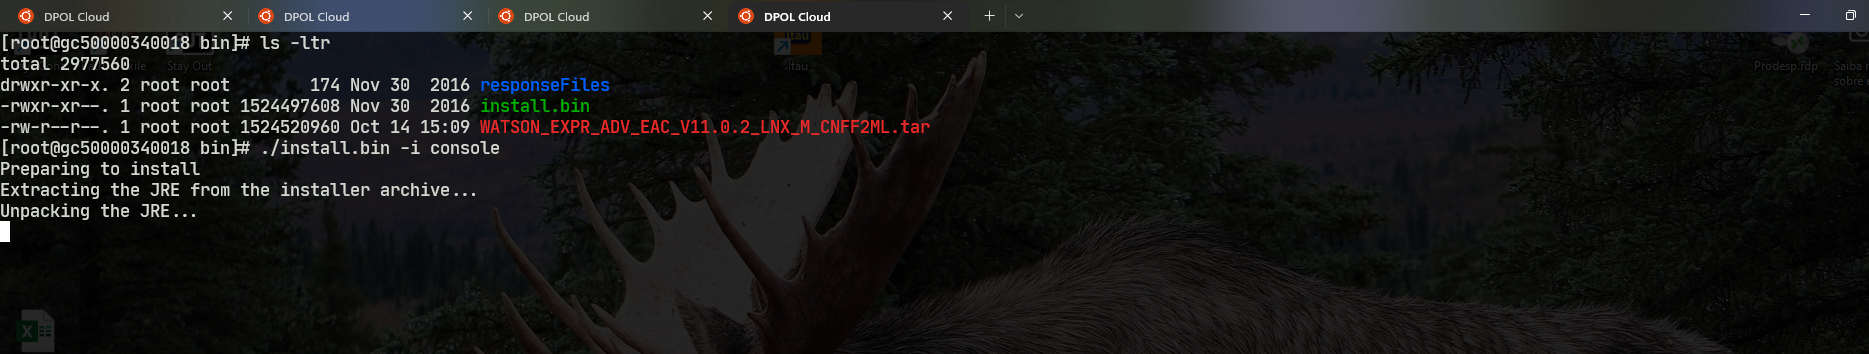 DPOL Cloud
DPOL Cloud
DPOL Cloud
DPOL Cloud
[root@gc50000340018 bin]# ls -ltr
total 2977560
drwxr-xr-x. 2 root root        174 Nov 30  2016 responseFiles
-rwxr-xr--. 1 root root 1524497608 Nov 30  2016 install.bin
-rw-r--r--. 1 root root 1524520960 Oct 14 15:09 WATSON_EXPR_ADV_EAC_V11.0.2_LNX_M_CNFF2ML.tar
[root@gc50000340018 bin]# ./install.bin -i console
Preparing to install
Extracting the JRE from the installer archive...
Unpacking the JRE...
Itau
Itau
Stay Out
Prodesp.rdp
Saiba
sobre